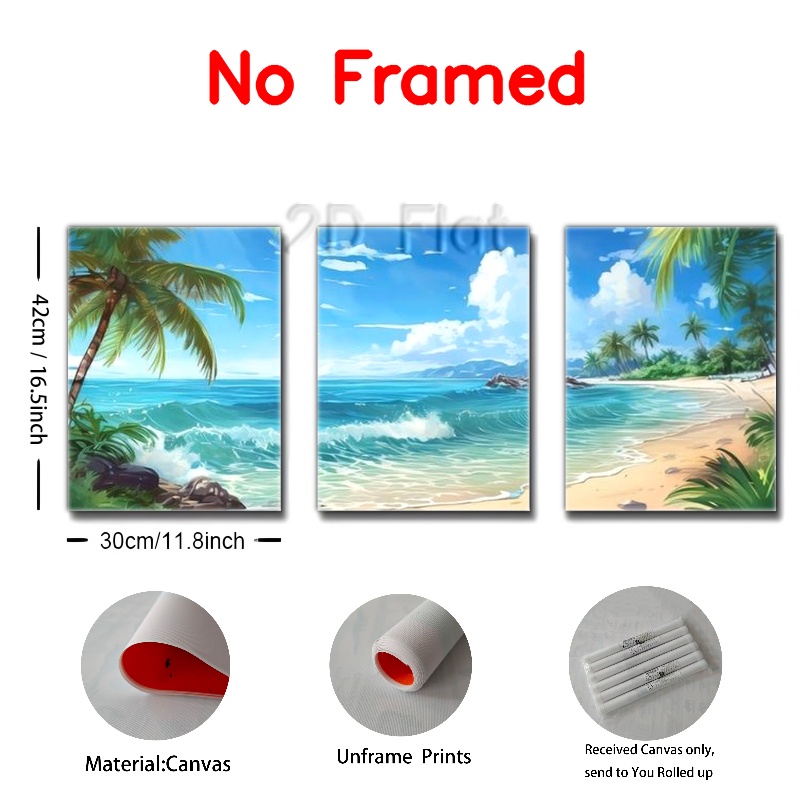 No Framed
2D Flat
42cm / 16.5inch
30cm/11.8inch
Material:Canvas
Unframe Prints
Received Canvas only,
send to You Rolled up